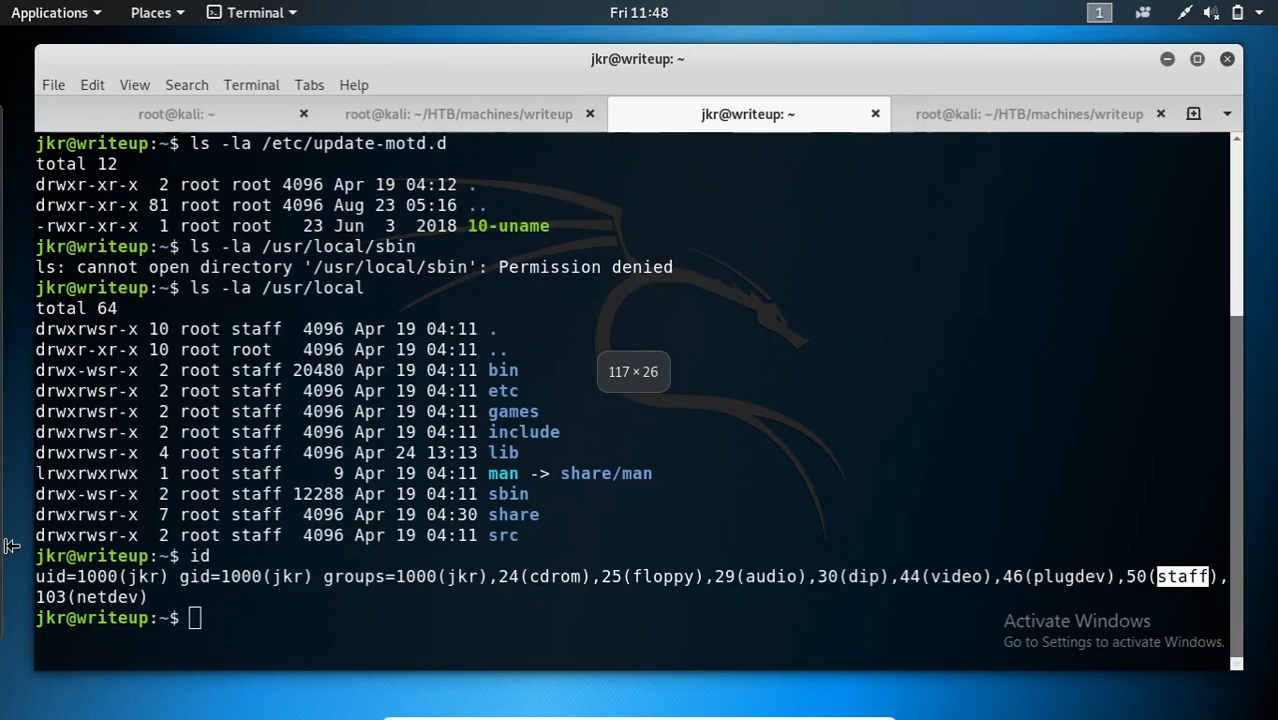 Applications Places Terminal Fri 11:48 1
jkr@writeup: ~
File Edit View Search Terminal Tabs Help
root@kali: ~ root@kali: ~/HTB/machines/writeup jkr@writeup: ~ root@kali: ~/HTB/machines/writeup
jkr@writeup:~$ ls -la /etc/update-motd.d
total 12
drwxr-xr-x  2 root root 4096 Apr 19 04:12 .
drwxr-xr-x 81 root root 4096 Aug 23 05:16 ..
-rwxr-xr-x  1 root root   23 Jun  3  2018 10-uname
jkr@writeup:~$ ls -la /usr/local/sbin
ls: cannot open directory '/usr/local/sbin': Permission denied
jkr@writeup:~$ ls -la /usr/local
total 64
drwxrwsr-x 10 root staff  4096 Apr 19 04:11 .
drwxr-xr-x 10 root root   4096 Apr 19 04:11 ..
drwx-wsr-x  2 root staff 20480 Apr 19 04:11 bin
drwxrwsr-x  2 root staff  4096 Apr 19 04:11 etc
drwxrwsr-x  2 root staff  4096 Apr 19 04:11 games
drwxrwsr-x  2 root staff  4096 Apr 19 04:11 include
drwxrwsr-x  4 root staff  4096 Apr 24 13:13 lib
lrwxrwxrwx  1 root staff     9 Apr 19 04:11 man -> share/man
drwx-wsr-x  2 root staff 12288 Apr 19 04:11 sbin
drwxrwsr-x  7 root staff  4096 Apr 19 04:30 share
drwxrwsr-x  2 root staff  4096 Apr 19 04:11 src
jkr@writeup:~$ id
uid=1000(jkr) gid=1000(jkr) groups=1000(jkr),24(cdrom),25(floppy),29(audio),30(dip),44(video),46(plugdev),50(staff),
103(netdev)
jkr@writeup:~$
117 × 26
Activate Windows
Go to Settings to activate Windows.